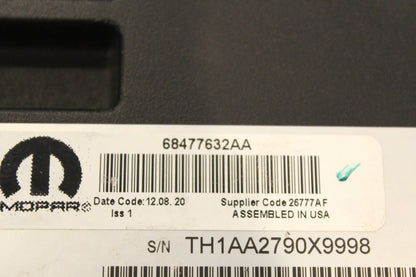 68477632AA
MOPAR®
Date Code:12.08.20 Supplier Code 26777AF
Iss 1 ASSEMBLED IN USA
S/N TH1AA2790X9998